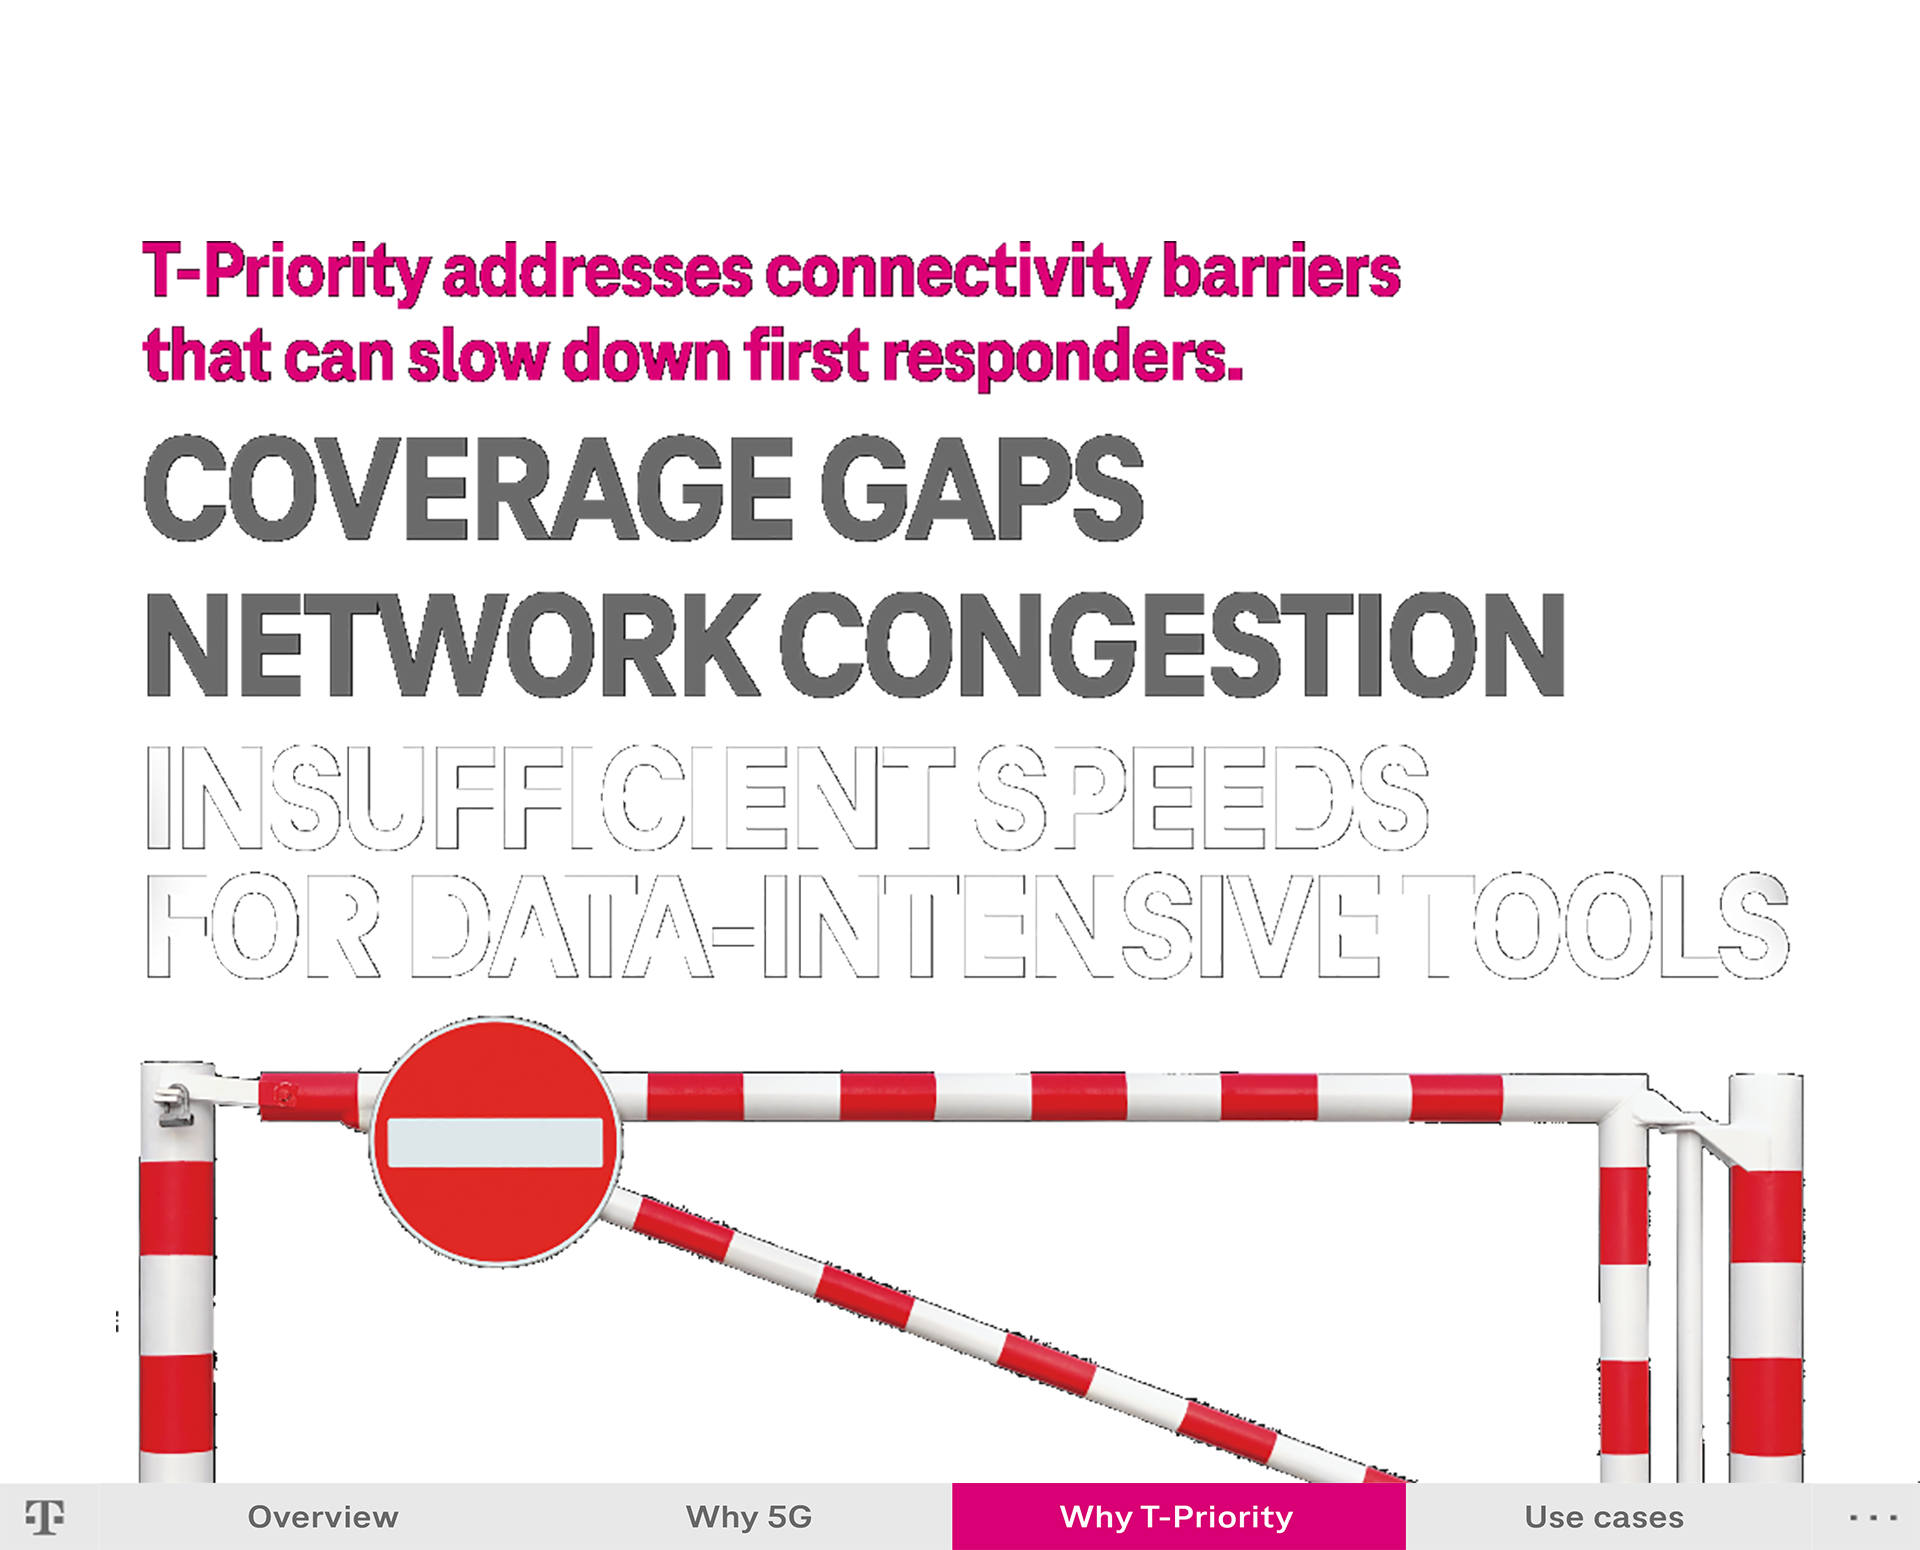 T-Priority addresses connectivity barriers
that can slow down first responders.
COVERAGE GAPS
NETWORK CONGESTION
INSUFFICIENT SPEEDS
FOR DATA-INTENSIVE TOOLS
T Overview Why 5G Why T-Priority Use cases ...